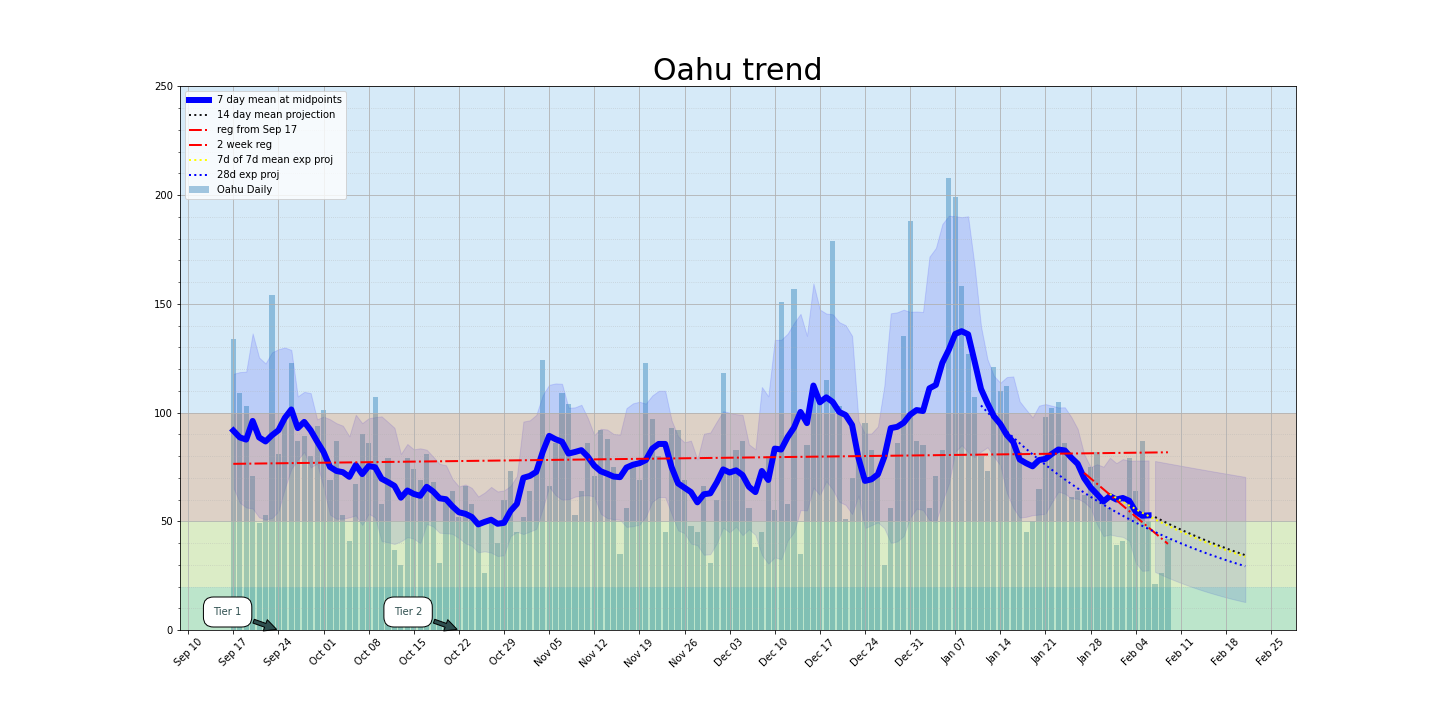 Oahu trend
250
200
150
100
50
0
7 day mean at midpoints
14 day mean projection
reg from Sep 17
2 week reg
7d of 7d mean exp proj
28d exp proj
Oahu Daily
Tier 1
Tier 2
Sep 10
Sep 17
Sep 24
Oct 01
Oct 08
Oct 15
Oct 22
Oct 29
Nov 05
Nov 12
Nov 19
Nov 26
Dec 03
Dec 10
Dec 17
Dec 24
Dec 31
Jan 07
Jan 14
Jan 21
Jan 28
Feb 04
Feb 11
Feb 18
Feb 25